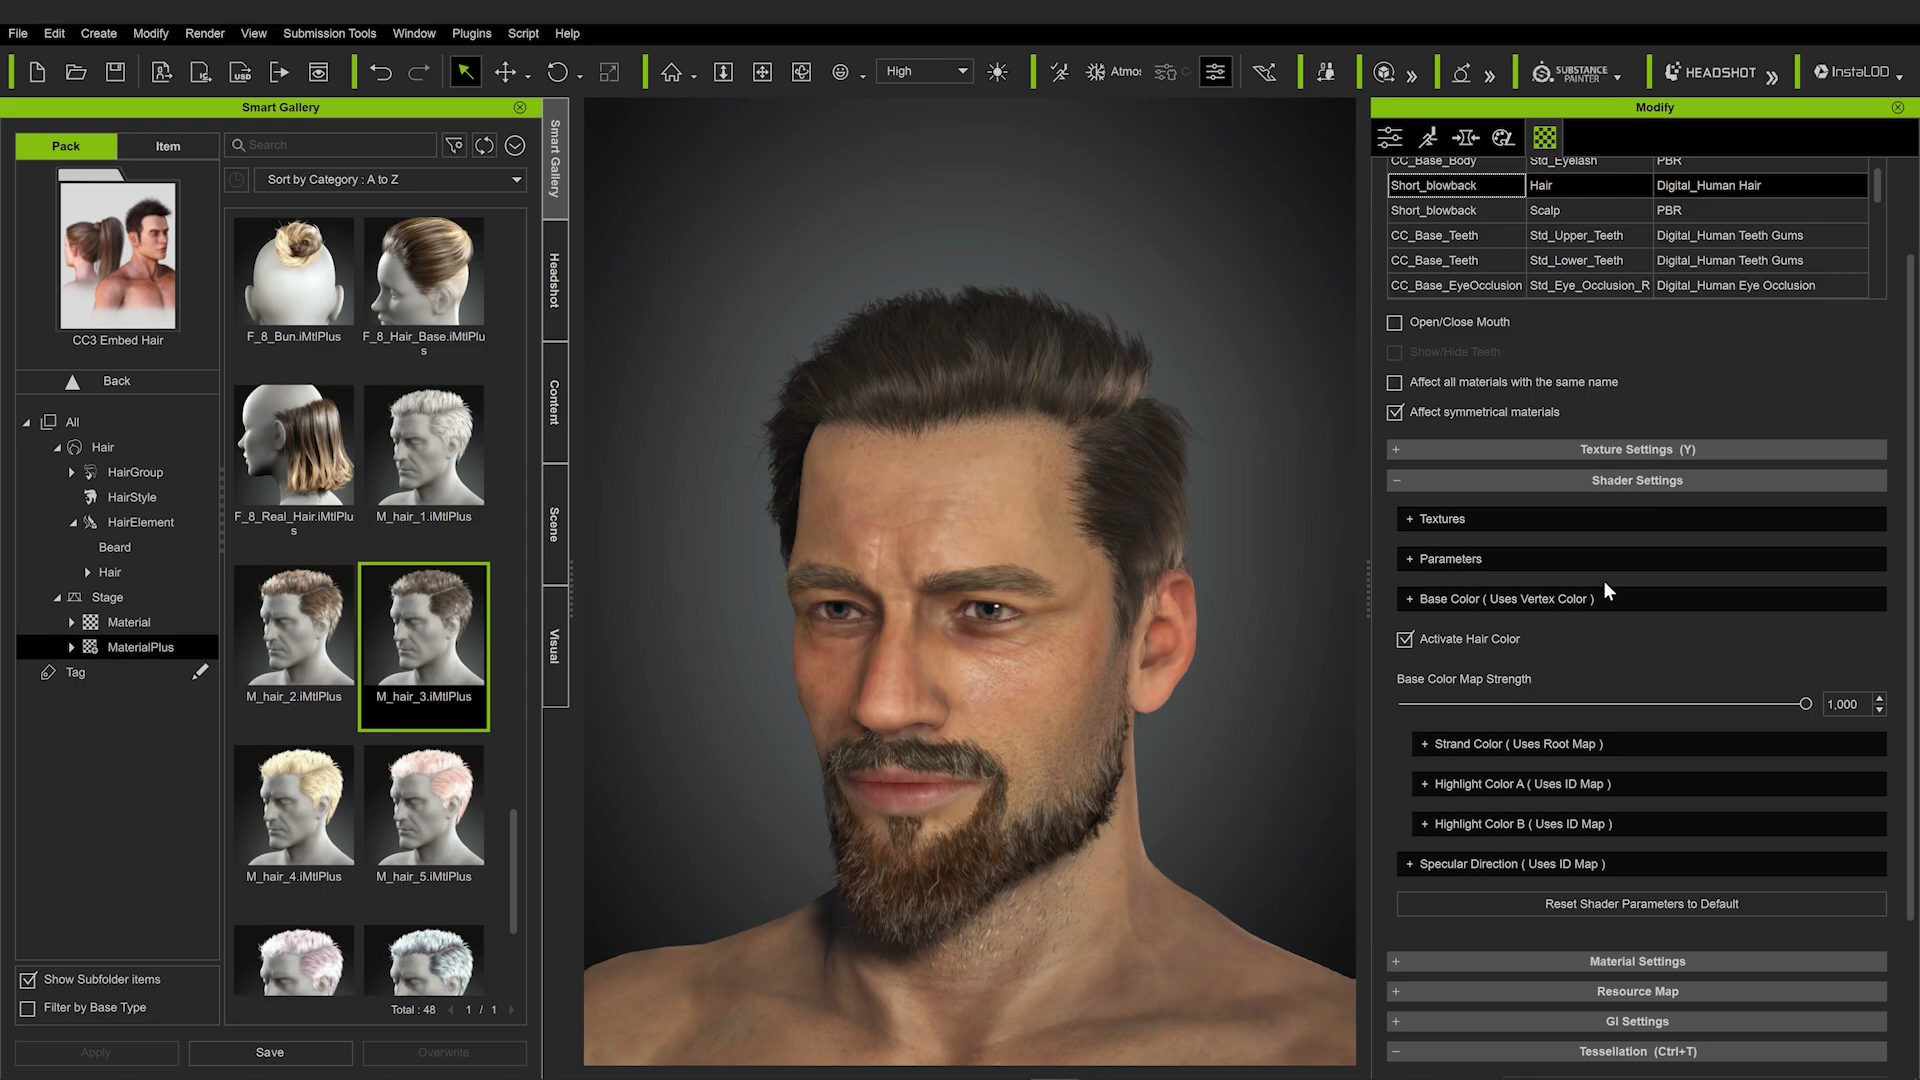 File Edit Create Modify Render View Submission Tools Window Plugins Script Help
High
Atmos
SUBSTANCE PAINTER
HEADSHOT
InstaLOD
Smart Gallery
Pack
Item
Search
Sort by Category : A to Z
CC3 Embed Hair
Back
All
Hair
HairGroup
HairStyle
HairElement
Beard
Hair
Stage
Material
MaterialPlus
Tag
Show Subfolder items
Filter by Base Type
F_8_Bun.iMtlPlus
F_8_Hair_Base.iMtlPlu
s
F_8_Real_Hair.iMtlPlu
s
M_hair_1.iMtlPlus
M_hair_2.iMtlPlus
M_hair_3.iMtlPlus
M_hair_4.iMtlPlus
M_hair_5.iMtlPlus
Total : 48 1 / 1
Apply
Save
Overwrite
Smart Gallery
Headshot
Content
Scene
Visual
Modify
CC_Base_Body Std_Eyelash PBR
Short_blowback Hair Digital_Human Hair
Short_blowback Scalp PBR
CC_Base_Teeth Std_Upper_Teeth Digital_Human Teeth Gums
CC_Base_Teeth Std_Lower_Teeth Digital_Human Teeth Gums
CC_Base_EyeOcclusion Std_Eye_Occlusion_R Digital_Human Eye Occlusion
Open/Close Mouth
Show/Hide Teeth
Affect all materials with the same name
Affect symmetrical materials
+ Texture Settings (Y)
− Shader Settings
+ Textures
+ Parameters
+ Base Color ( Uses Vertex Color )
Activate Hair Color
Base Color Map Strength
1,000
+ Strand Color ( Uses Root Map )
+ Highlight Color A ( Uses ID Map )
+ Highlight Color B ( Uses ID Map )
+ Specular Direction ( Uses ID Map )
Reset Shader Parameters to Default
+ Material Settings
+ Resource Map
+ GI Settings
− Tessellation (Ctrl+T)